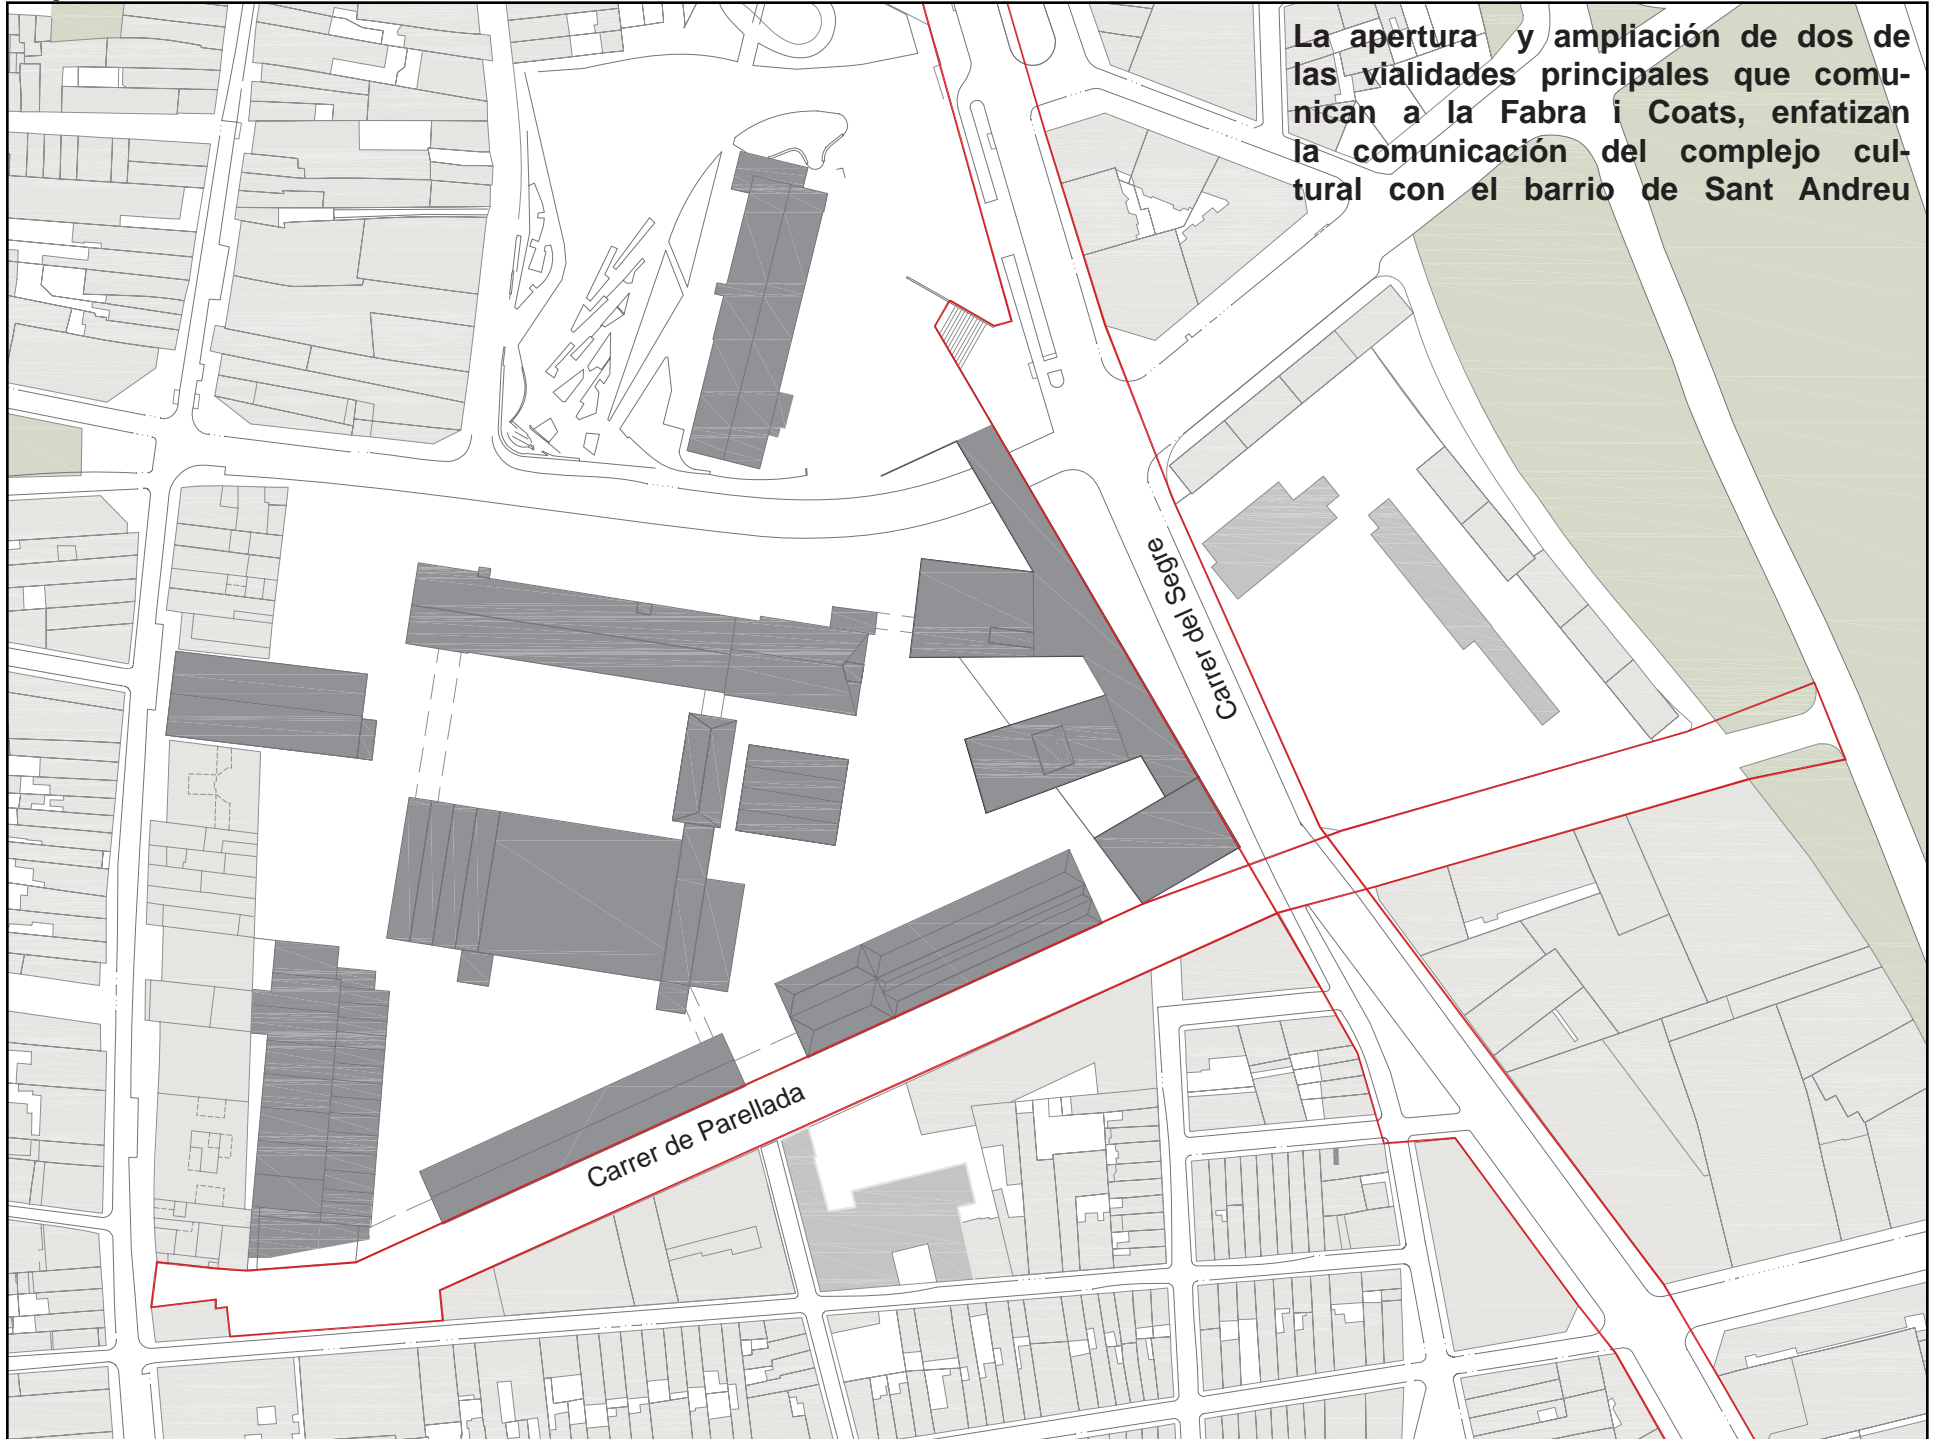 La apertura y ampliación de dos de
las vialidades principales que comu-
nican a la Fabra i Coats, enfatizan
la comunicación del complejo cul-
tural con el barrio de Sant Andreu
Carrer del Segre
Carrer de Parellada